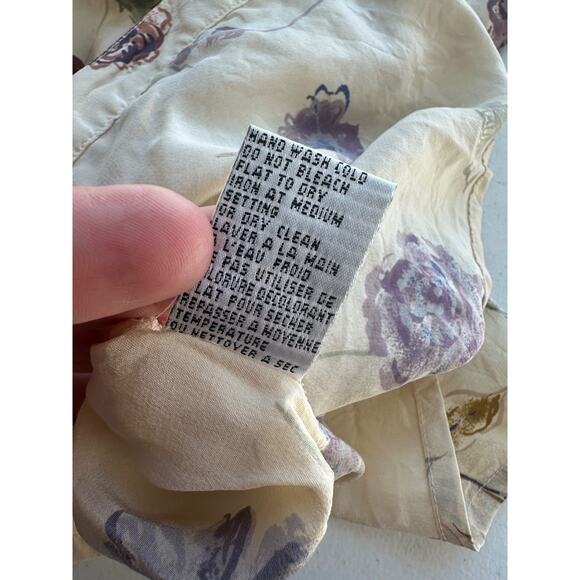 HAND WASH COLD
DO NOT BLEACH
FLAT TO DRY
IRON AT MEDIUM
SETTING
OR DRY CLEAN
LAVER A LA MAIN
L'EAU FROID
PAS UTILISER DE
CLORURE DECOLORANT
PLAT POUR SECHER
REPASSER A MOYENNE
TEMPERATURE
OU NETTOYER A SEC